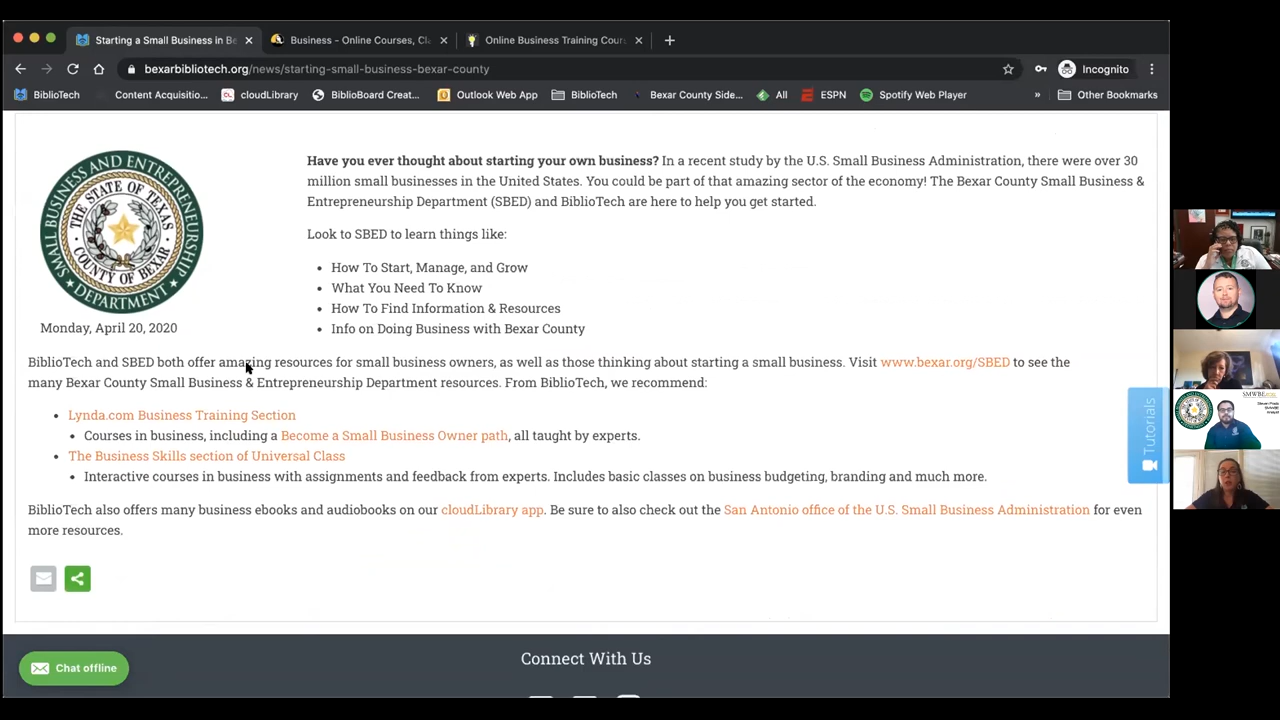 Starting a Small Business in Be
Business - Online Courses, Cla
Online Business Training Cour
bexarbibliotech.org/news/starting-small-business-bexar-county
Incognito
BiblioTech
Content Acquisitio...
cloudLibrary
BiblioBoard Creat...
Outlook Web App
BiblioTech
Bexar County Side...
All
ESPN
Spotify Web Player
»
Other Bookmarks
SMALL BUSINESS AND ENTREPRENEURSHIP
DEPARTMENT
THE STATE OF TEXAS
COUNTY OF BEXAR
Monday, April 20, 2020
Have you ever thought about starting your own business? In a recent study by the U.S. Small Business Administration, there were over 30
million small businesses in the United States. You could be part of that amazing sector of the economy! The Bexar County Small Business &
Entrepreneurship Department (SBED) and BiblioTech are here to help you get started.
Look to SBED to learn things like:
• How To Start, Manage, and Grow
• What You Need To Know
• How To Find Information & Resources
• Info on Doing Business with Bexar County
BiblioTech and SBED both offer amazing resources for small business owners, as well as those thinking about starting a small business. Visit www.bexar.org/SBED to see the
many Bexar County Small Business & Entrepreneurship Department resources. From BiblioTech, we recommend:
• Lynda.com Business Training Section
• Courses in business, including a Become a Small Business Owner path, all taught by experts.
• The Business Skills section of Universal Class
• Interactive courses in business with assignments and feedback from experts. Includes basic classes on business budgeting, branding and much more.
BiblioTech also offers many business ebooks and audiobooks on our cloudLibrary app. Be sure to also check out the San Antonio office of the U.S. Small Business Administration for even
more resources.
Tutorials
Connect With Us
Chat offline